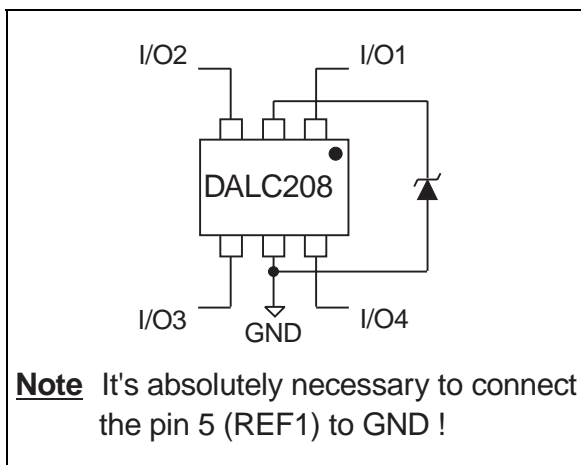 I/O2 I/O1
DALC208
I/O3 GND I/O4
Note It's absolutely necessary to connect
the pin 5 (REF1) to GND !